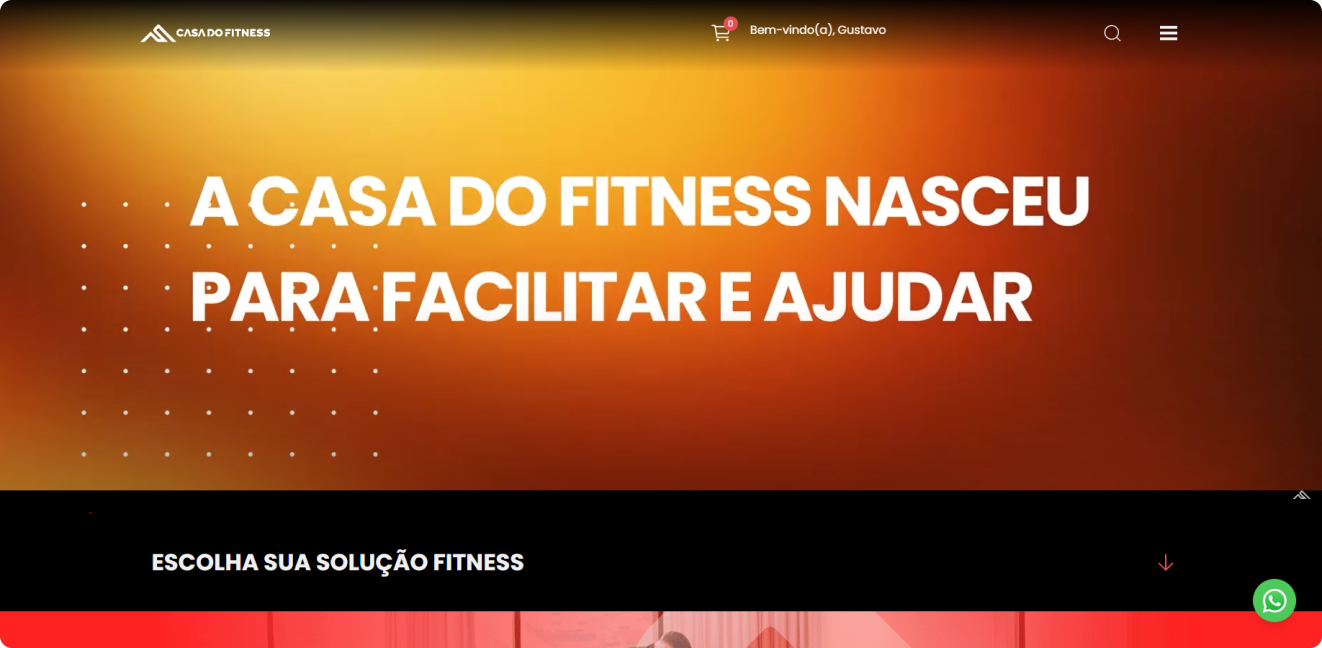 CASA DO FITNESS
0
Bem-vindo(a), Gustavo
A CASA DO FITNESS NASCEU
PARA FACILITAR E AJUDAR
ESCOLHA SUA SOLUÇÃO FITNESS